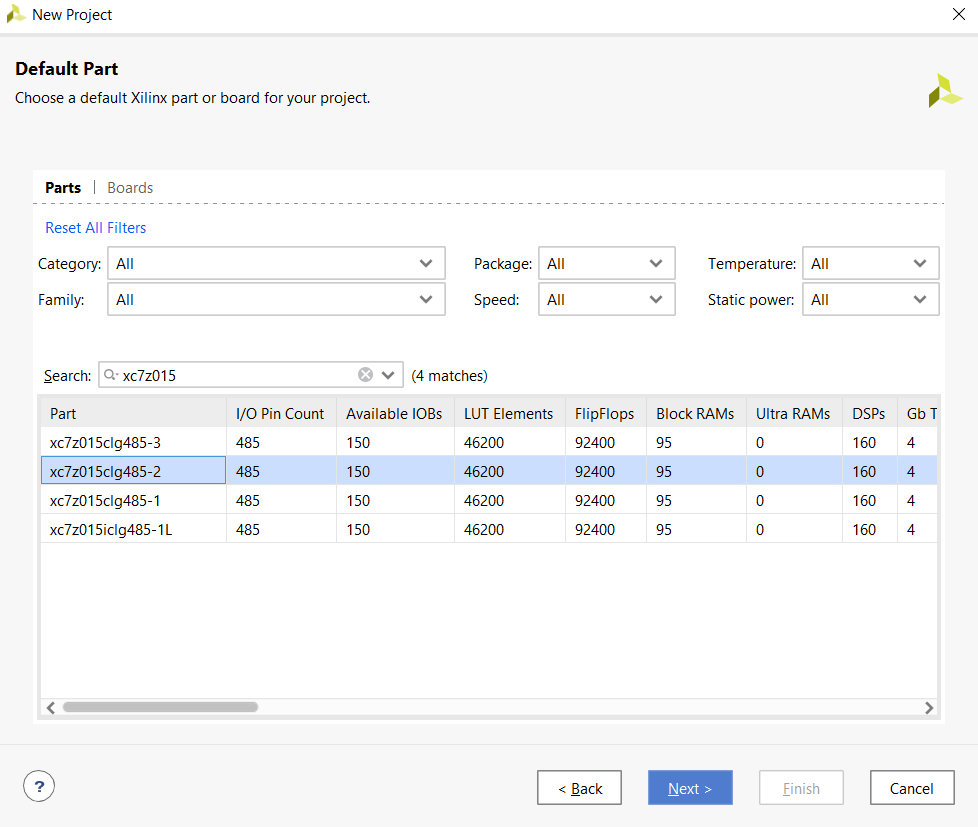 New Project
Default Part
Choose a default Xilinx part or board for your project.
Parts | Boards
Reset All Filters
Category: All Package: All Temperature: All
Family: All Speed: All Static power: All
Search: xc7z015 (4 matches)
Part I/O Pin Count Available IOBs LUT Elements FlipFlops Block RAMs Ultra RAMs DSPs Gb T
xc7z015clg485-3 485 150 46200 92400 95 0 160 4
xc7z015clg485-2 485 150 46200 92400 95 0 160 4
xc7z015clg485-1 485 150 46200 92400 95 0 160 4
xc7z015iclg485-1L 485 150 46200 92400 95 0 160 4
? < Back Next > Finish Cancel